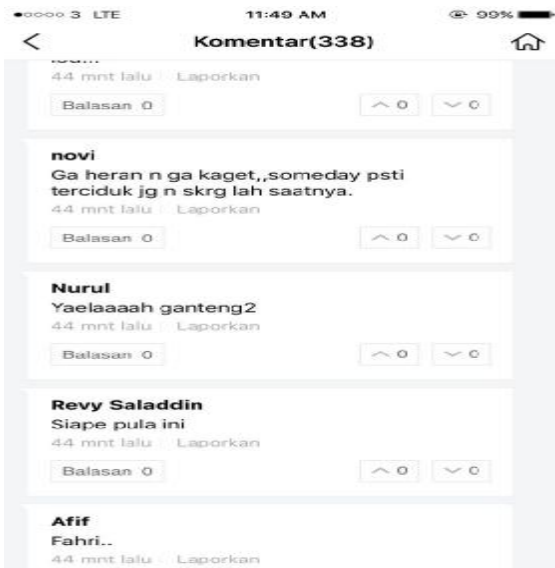 3 LTE 11:49 AM 99%
Komentar(338)
44 mnt lalu Laporkan
Balasan 0 0 0
novi
Ga heran n ga kaget,,someday psti
terciduk jg n skrg lah saatnya.
44 mnt lalu Laporkan
Balasan 0 0 0
Nurul
Yaelaaaah ganteng2
44 mnt lalu Laporkan
Balasan 0 0 0
Revy Saladdin
Siape pula ini
44 mnt lalu Laporkan
Balasan 0 0 0
Afif
Fahri..
44 mnt lalu Laporkan